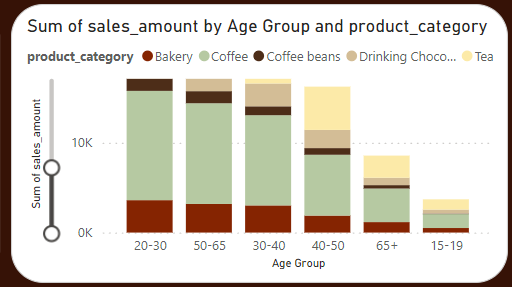 Sum of sales_amount by Age Group and product_category
product_category Bakery Coffee Coffee beans Drinking Choco... Tea
Sum of sales_amount
10K
0K
20-30 50-65 30-40 40-50 65+ 15-19
Age Group